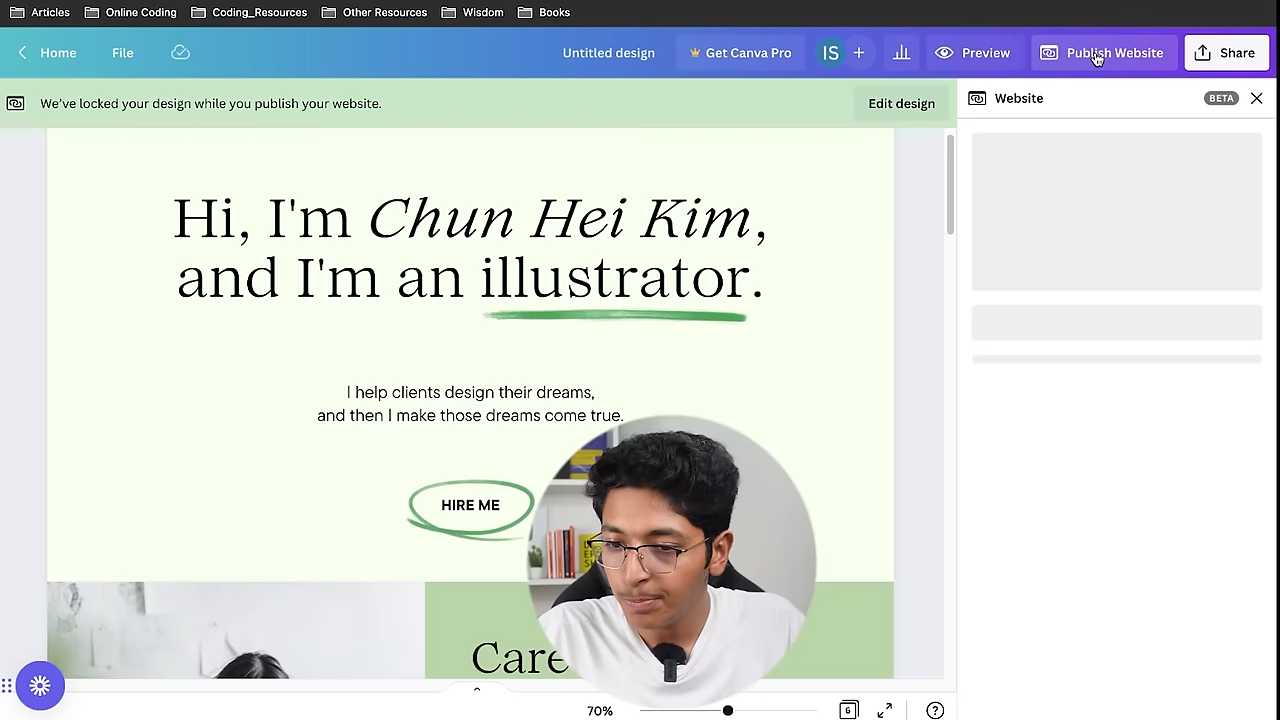 Articles Online Coding Coding_Resources Other Resources Wisdom Books
Home File Untitled design Get Canva Pro IS + Preview Publish Website Share
We've locked your design while you publish your website. Edit design
Website BETA
Hi, I'm Chun Hei Kim,
and I'm an illustrator.
I help clients design their dreams,
and then I make those dreams come true.
HIRE ME
Care
70% 6 ?